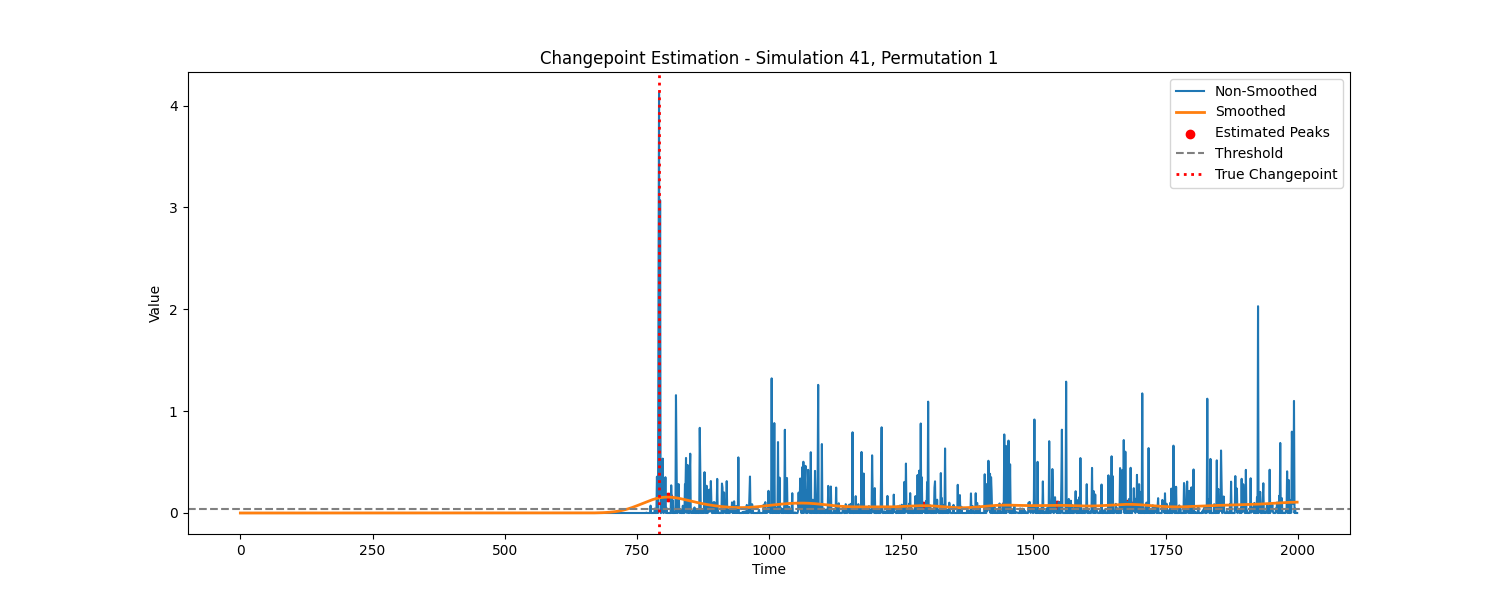 Changepoint Estimation - Simulation 41, Permutation 1
Non-Smoothed
Smoothed
Estimated Peaks
Threshold
True Changepoint
Value
4
3
2
1
0
0
250
500
750
1000
1250
1500
1750
2000
Time